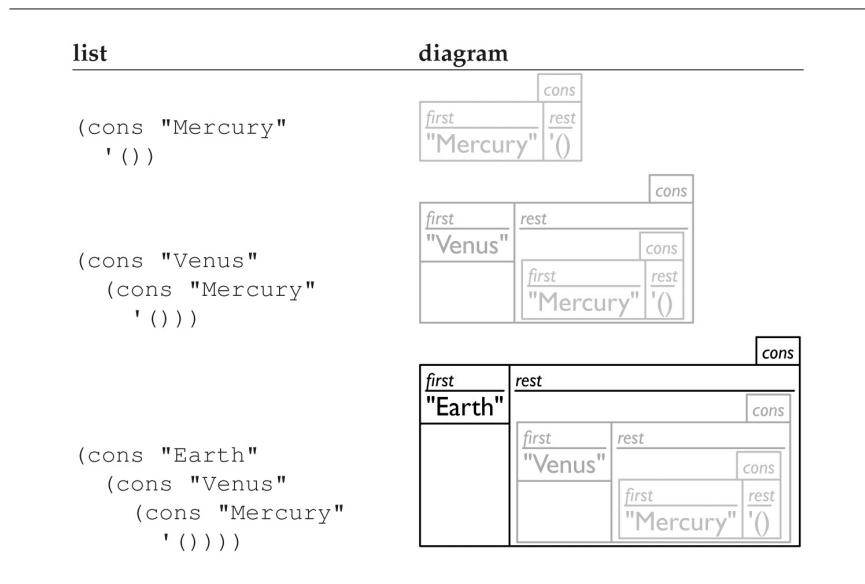 list diagram
(cons "Mercury"
'())
cons
first rest
"Mercury" '()
(cons "Venus"
(cons "Mercury"
'()))
cons
first rest
"Venus"
cons
first rest
"Mercury" '()
(cons "Earth"
(cons "Venus"
(cons "Mercury"
'())))
cons
first rest
"Earth"
cons
first rest
"Venus"
cons
first rest
"Mercury" '()